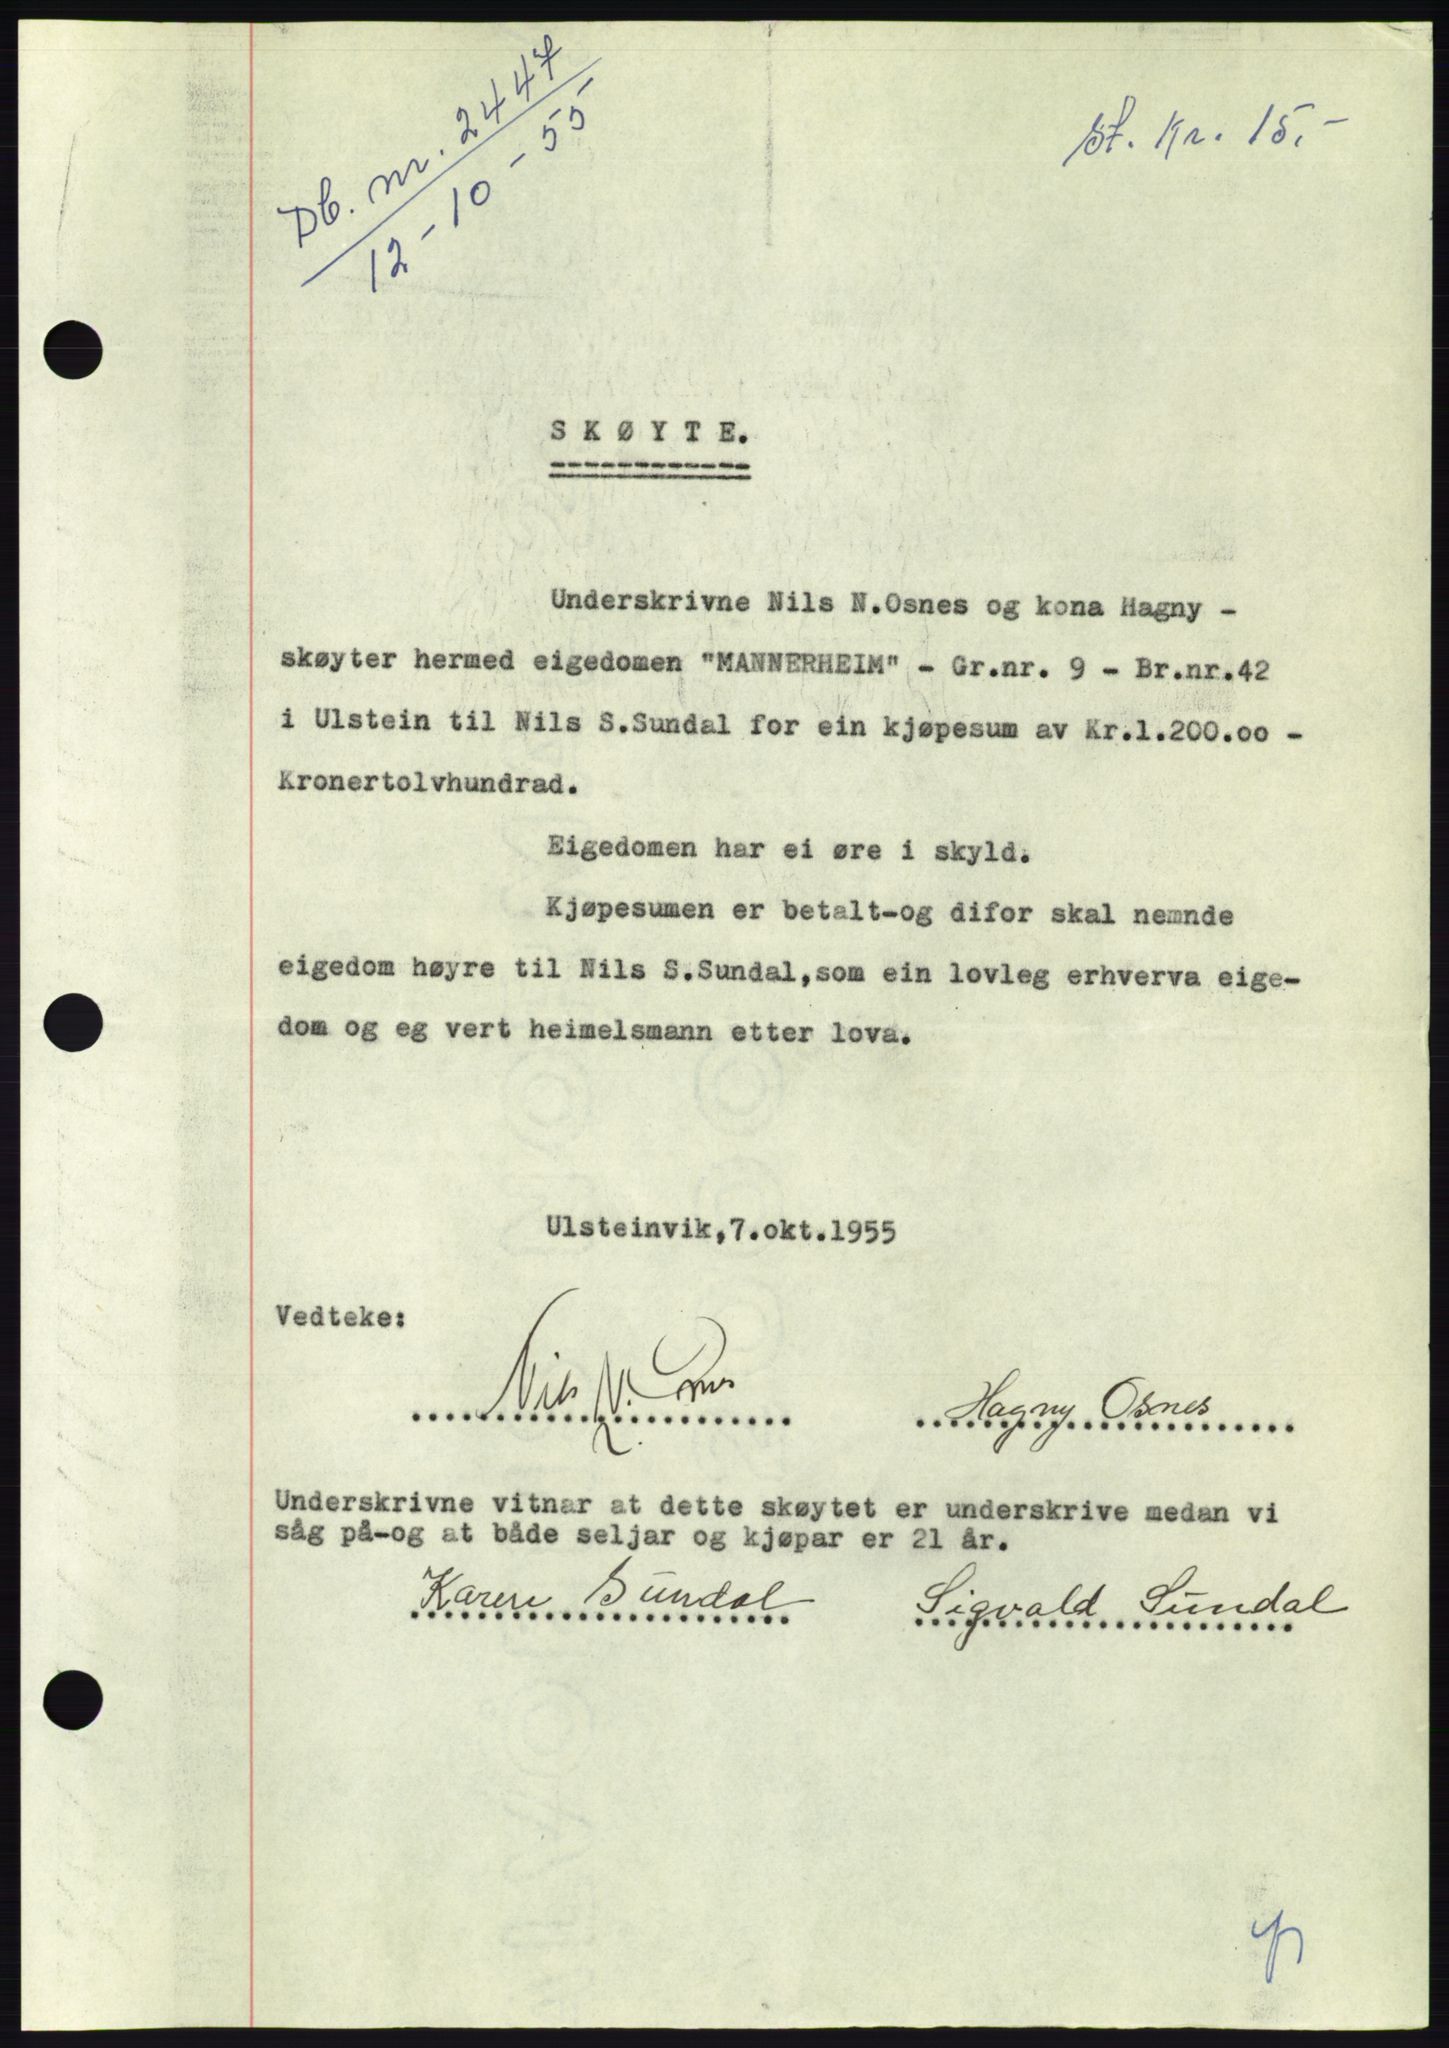 Db. nr. 2447
12-10-55
st. Kr. 15.-
SKØYTE.
Underskrivne Nils N.Osnes og kona Hagny -
skøyter hermed eigedomen "MANNERHEIM" - Gr.nr. 9 - Br.nr.42
i Ulstein til Nils S.Sundal for ein kjøpesum av Kr.1.200.oo -
Kronertolvhundrad.
Eigedomen har ei øre i skyld.
Kjøpesumen er betalt-og difor skal nemnde
eigedom høyre til Nils S.Sundal,som ein lovleg erhverva eige-
dom og eg vert heimelsmann etter lova.
Ulsteinvik,7.okt.1955
Vedteke:
Nils N. Osnes
Hagny Osnes
Underskrivne vitnar at dette skøytet er underskrive medan vi
såg på-og at både seljar og kjøpar er 21 år.
Karen Sundal
Sigvald Sundal